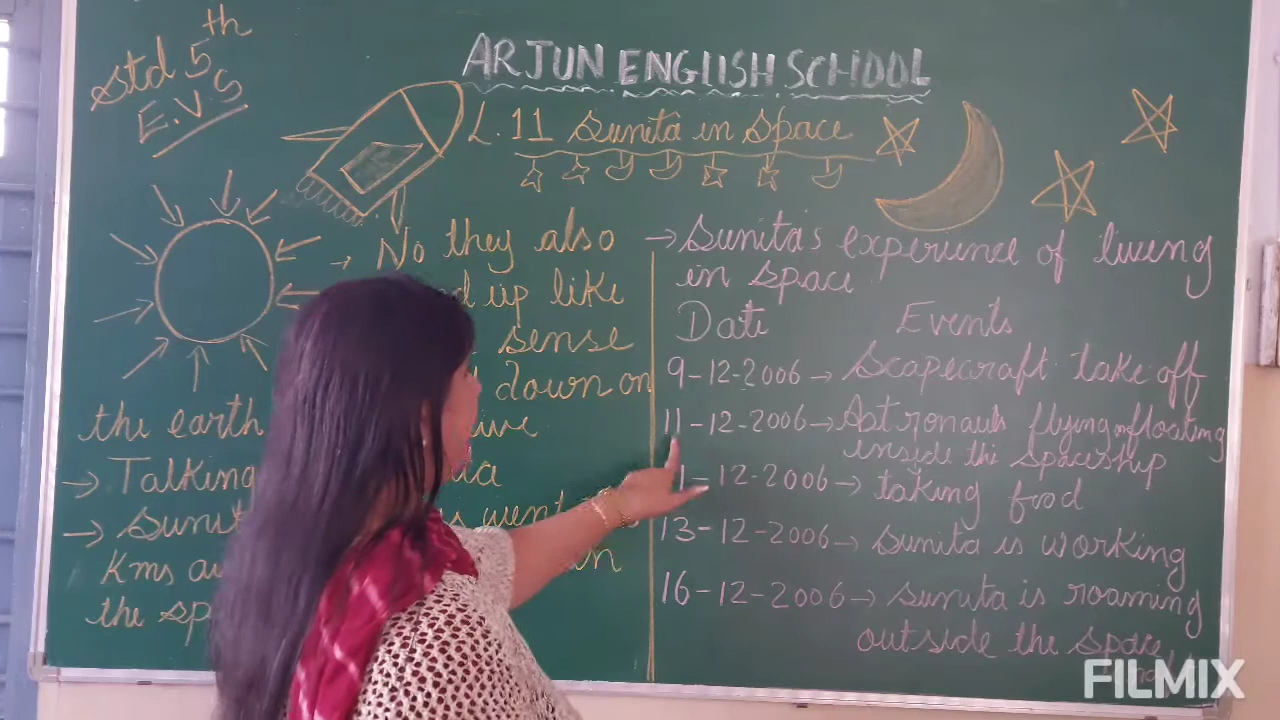 std 5th
E.V.S
ARJUN ENGLISH SCHOOL
L. 11 Sunita in Space
→ No they also
up like
sense
down on
the earth
→ Talking
→ Sunit
went
Kms
the sp
→ Sunita's experience of living
in space
Date Events
9-12-2006 → Scapecraft take off
11-12-2006 → Astronauts flying floating
inside the spaceship
1-12-2006 → taking food
13-12-2006 → Sunita is working
16-12-2006 → Sunita is roaming
outside the space
FILMIX